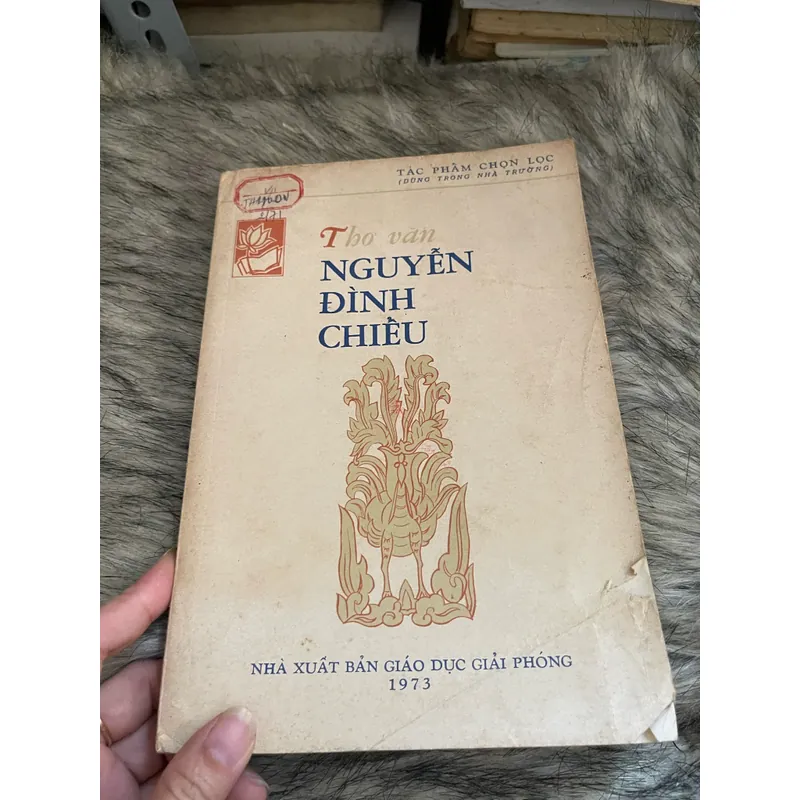 TÁC PHẨM CHỌN LỌC
(DÙNG TRONG NHÀ TRƯỜNG)
Thơ văn
NGUYỄN
ĐÌNH
CHIỂU
NHÀ XUẤT BẢN GIÁO DỤC GIẢI PHÓNG
1973